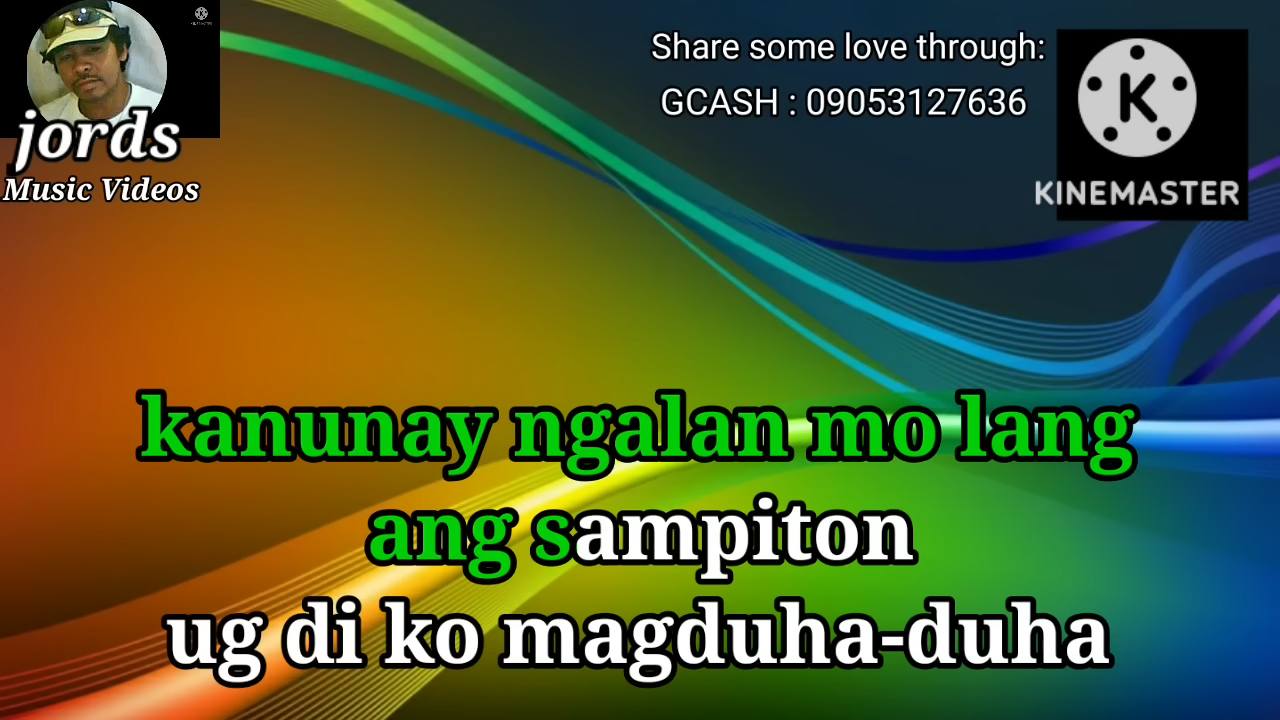 jords
Music Videos
Share some love through:
GCASH : 09053127636
K
KINEMASTER
kanunay ngalan mo lang
ang sampiton
ug di ko magduha-duha